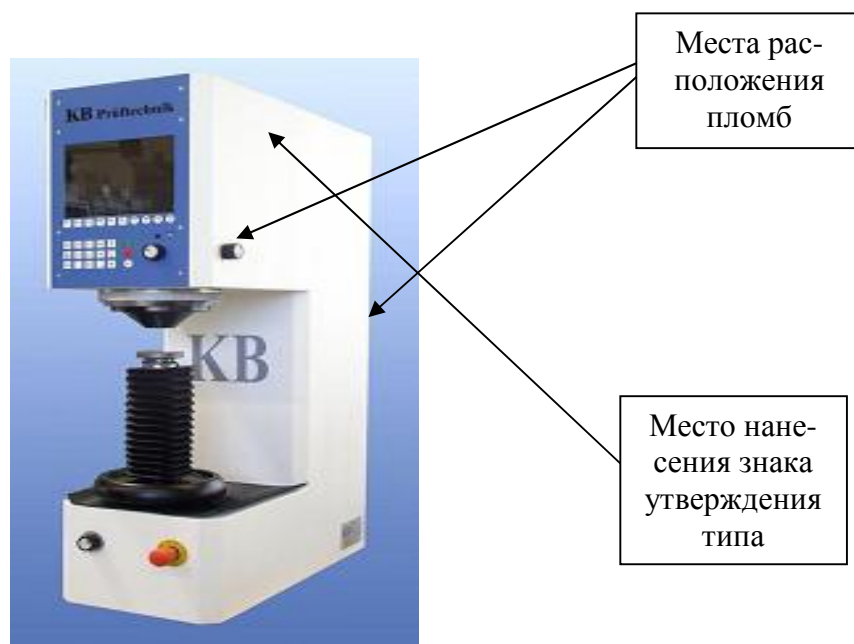 Места рас-
положения
пломб
KB Prüftechnik
KB
Место нане-
сения знака
утверждения
типа